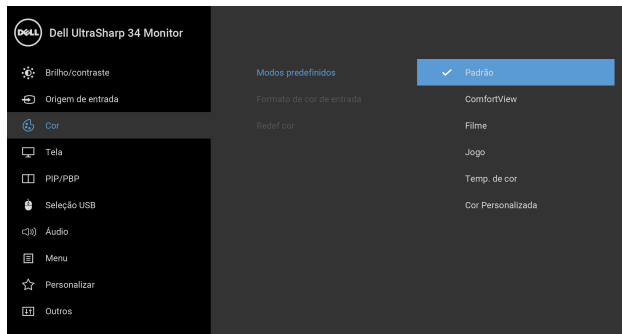 DELL Dell UltraSharp 34 Monitor
Brilho/contraste
Origem de entrada
Cor
Tela
PIP/PBP
Seleção USB
Áudio
Menu
Personalizar
Outros
Modos predefinidos
Formato de cor de entrada
Redef cor
Padrão
ComfortView
Filme
Jogo
Temp. de cor
Cor Personalizada